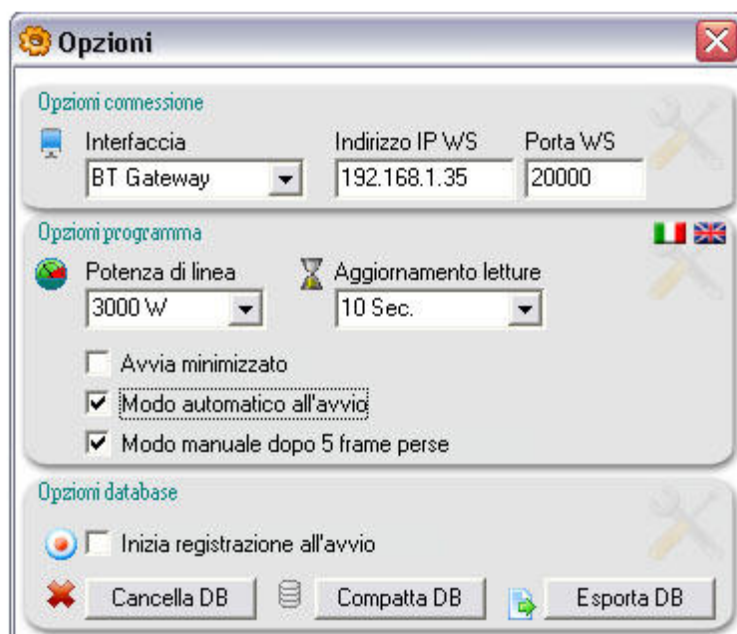 Opzioni
Opzioni connessione
Interfaccia Indirizzo IP WS Porta WS
BT Gateway 192.168.1.35 20000
Opzioni programma
Potenza di linea Aggiornamento letture
3000 W 10 Sec.
Avvia minimizzato
Modo automatico all'avvio
Modo manuale dopo 5 frame perse
Opzioni database
Inizia registrazione all'avvio
Cancella DB Compatta DB Esporta DB